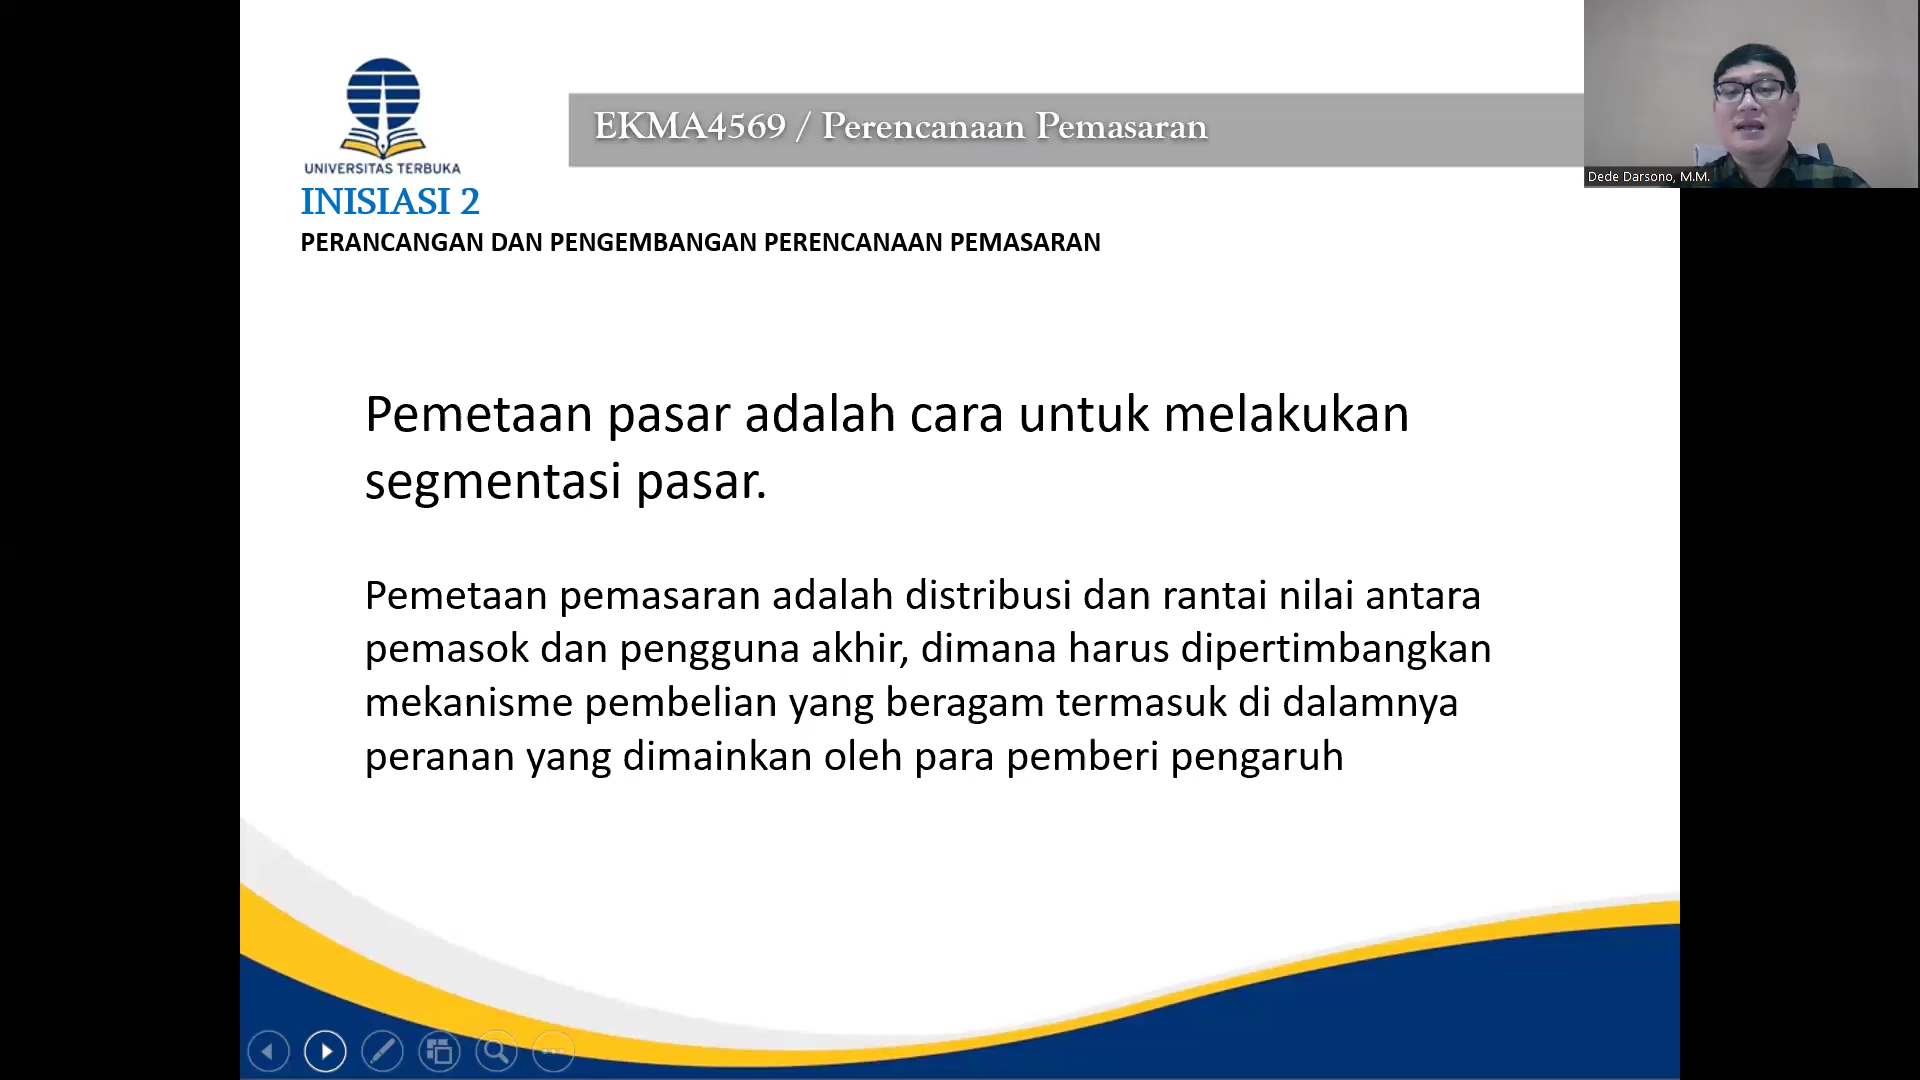 UNIVERSITAS TERBUKA
EKMA4569 / Perencanaan Pemasaran
Dede Darsono, M.M.
INISIASI 2
PERANCANGAN DAN PENGEMBANGAN PERENCANAAN PEMASARAN
Pemetaan pasar adalah cara untuk melakukan
segmentasi pasar.
Pemetaan pemasaran adalah distribusi dan rantai nilai antara
pemasok dan pengguna akhir, dimana harus dipertimbangkan
mekanisme pembelian yang beragam termasuk di dalamnya
peranan yang dimainkan oleh para pemberi pengaruh